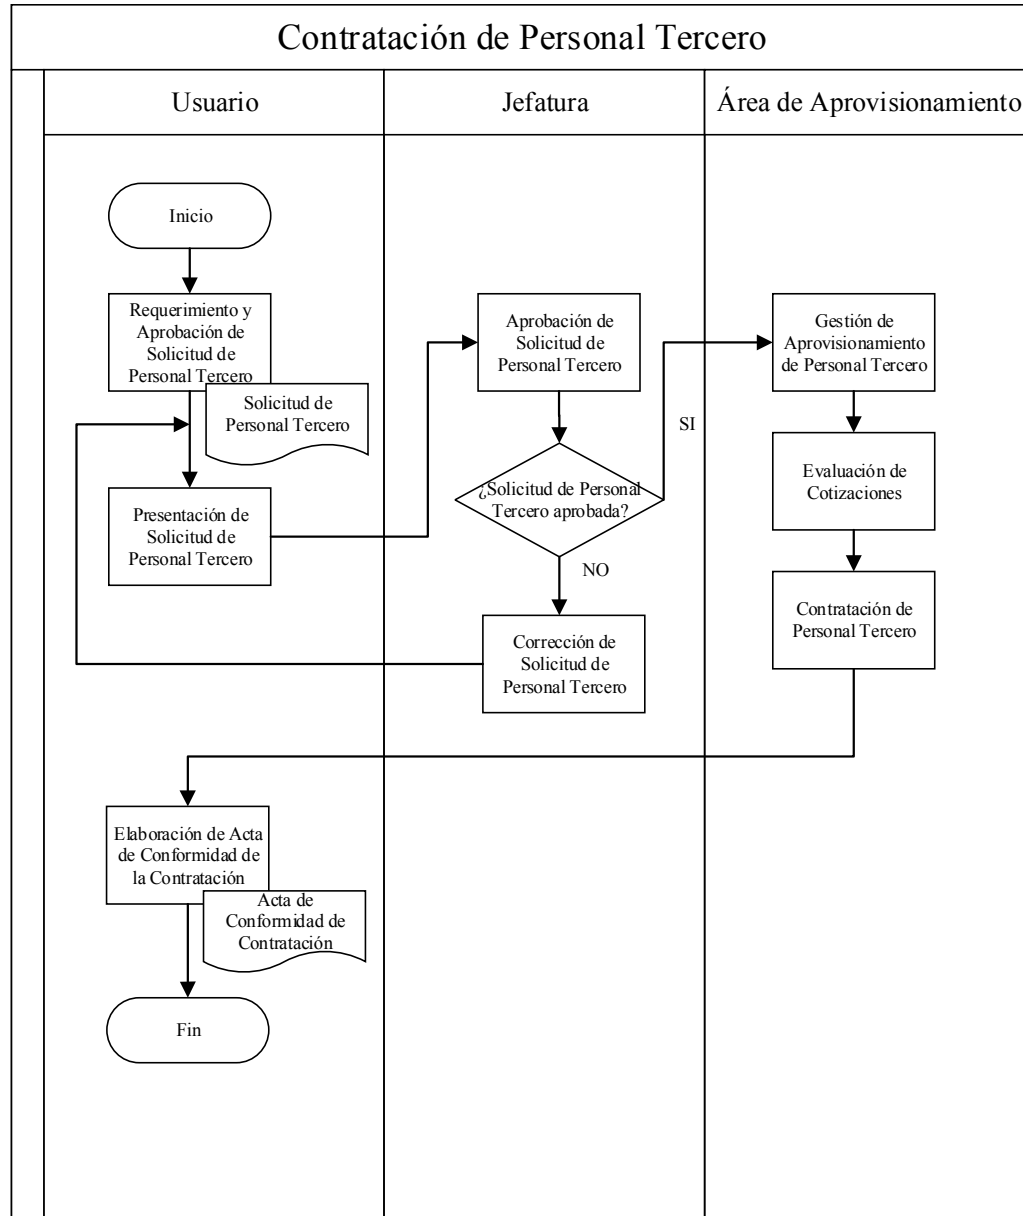 Contratación de Personal Tercero
Usuario
Jefatura
Área de Aprovisionamiento
Inicio
Requerimiento y
Aprobación de
Solicitud de
Personal Tercero
Solicitud de
Personal Tercero
Presentación de
Solicitud de
Personal Tercero
Aprobación de
Solicitud de
Personal Tercero
¿Solicitud de Personal
Tercero aprobada?
SI
NO
Corrección de
Solicitud de
Personal Tercero
Gestión de
Aprovisionamiento
de Personal Tercero
Evaluación de
Cotizaciones
Contratación de
Personal Tercero
Elaboración de Acta
de Conformidad de
la Contratación
Acta de
Conformidad de
Contratación
Fin